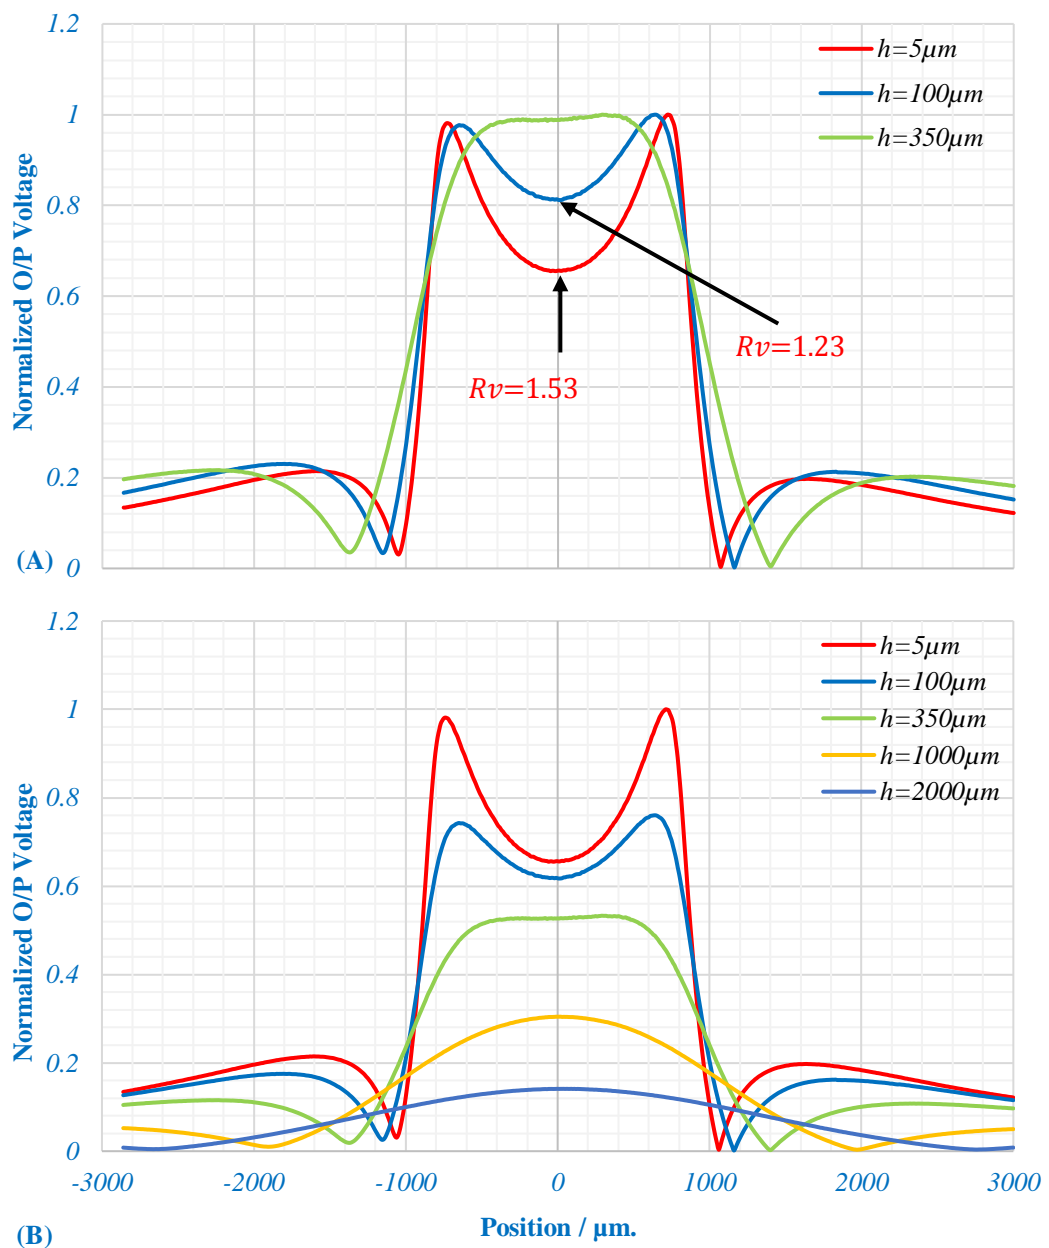 1.2
1
0.8
0.6
0.4
0.2
0
Normalized O/P Voltage
h=5µm
h=100µm
h=350µm
Rv=1.23
Rv=1.53
(A)
1.2
1
0.8
0.6
0.4
0.2
0
Normalized O/P Voltage
h=5µm
h=100µm
h=350µm
h=1000µm
h=2000µm
-3000 -2000 -1000 0 1000 2000 3000
Position / µm.
(B)